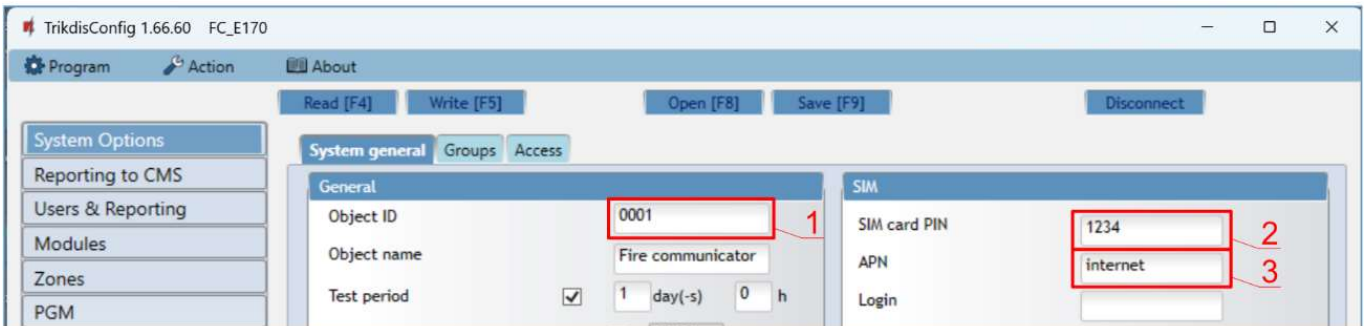 TrikdisConfig 1.66.60 FC_E170
Program Action About
Read [F4] Write [F5] Open [F8] Save [F9] Disconnect
System Options
Reporting to CMS
Users & Reporting
Modules
Zones
PGM
System general Groups Access
General
Object ID 0001 1
Object name Fire communicator
Test period 1 day(-s) 0 h
SIM
SIM card PIN 1234 2
APN internet 3
Login